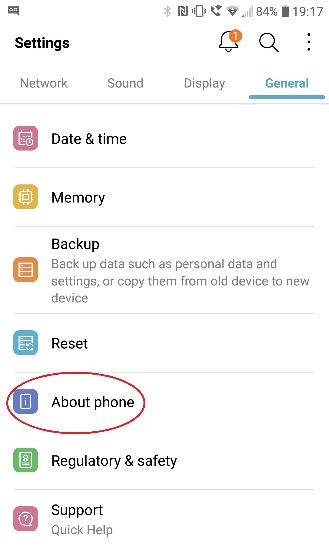 84% 19:17
Settings
1
Network Sound Display General
Date & time
Memory
Backup
Back up data such as personal data and
settings, or copy them from old device to new
device
Reset
About phone
Regulatory & safety
Support
Quick Help